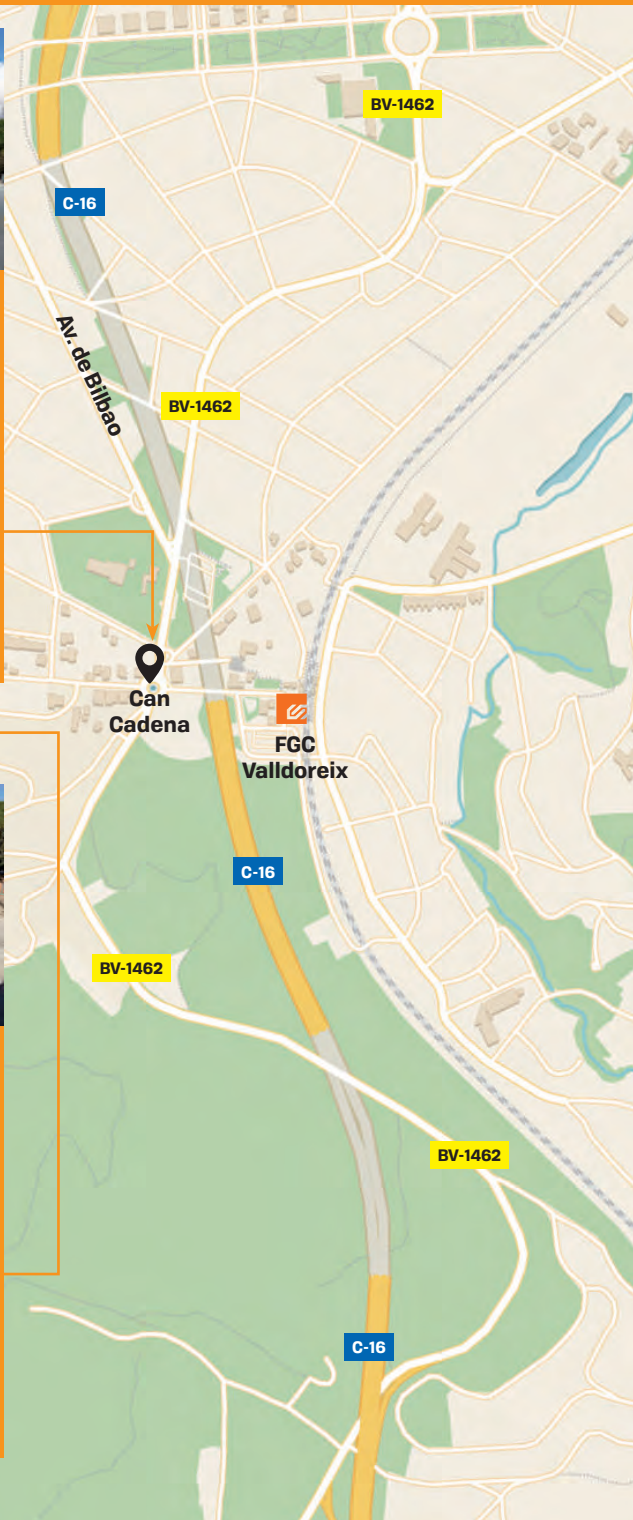 BV-1462
C-16
Av. de Bilbao
BV-1462
Can
Cadena
FGC
Valldoreix
C-16
BV-1462
BV-1462
C-16